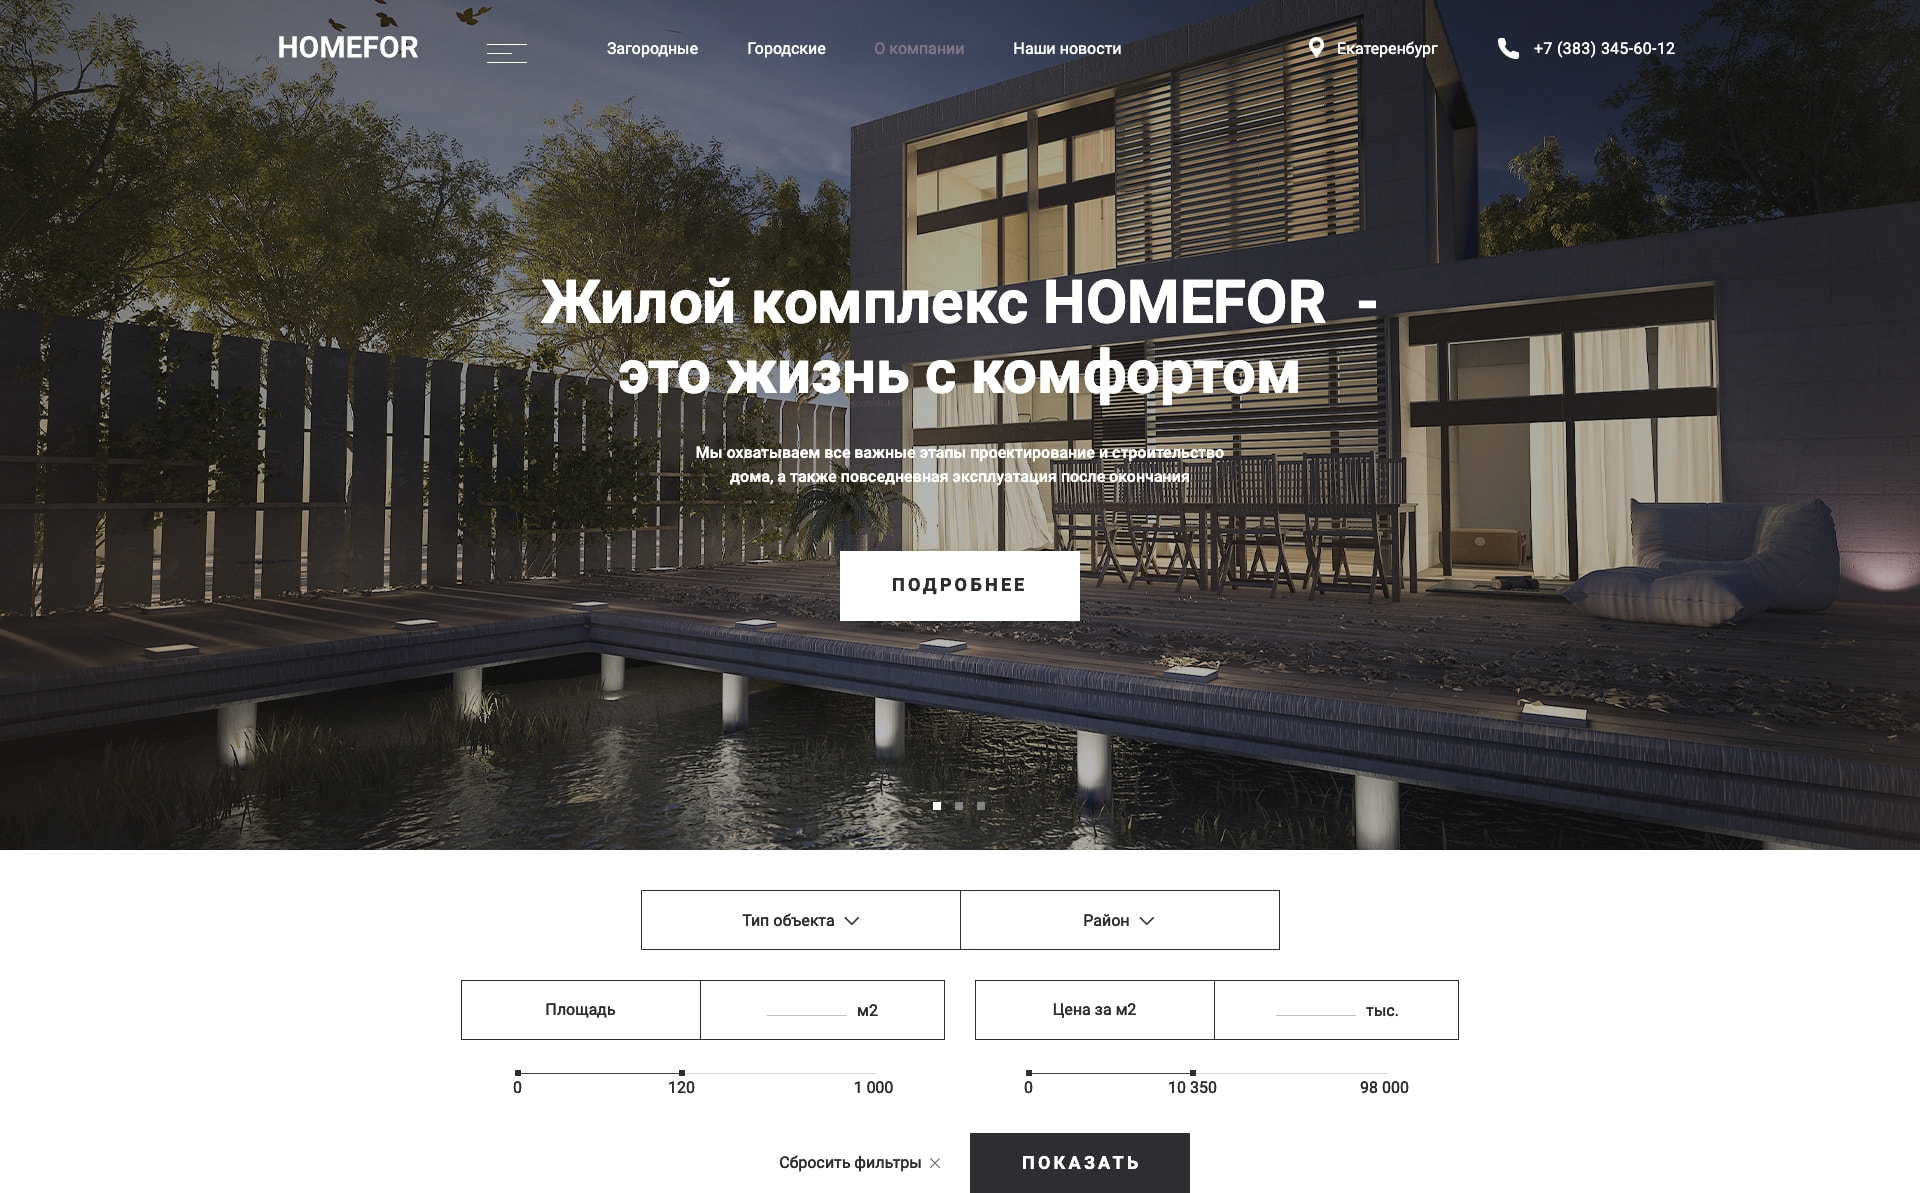 HOMEFOR
Загородные Городские О компании Наши новости Екатеренбург +7 (383) 345-60-12
Жилой комплекс HOMEFOR -
это жизнь с комфортом
Мы охватываем все важные этапы проектирование и строительство
дома, а также повседневная эксплуатация после окончания
ПОДРОБНЕЕ
Тип объекта Район
Площадь м2 Цена за м2 тыс.
0 120 1 000 0 10 350 98 000
Сбросить фильтры ПОКАЗАТЬ